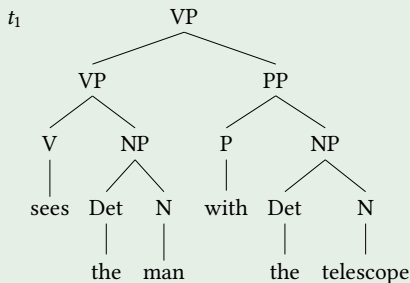 t₁ VP
VP PP
V NP P NP
sees Det N with Det N
the man the telescope